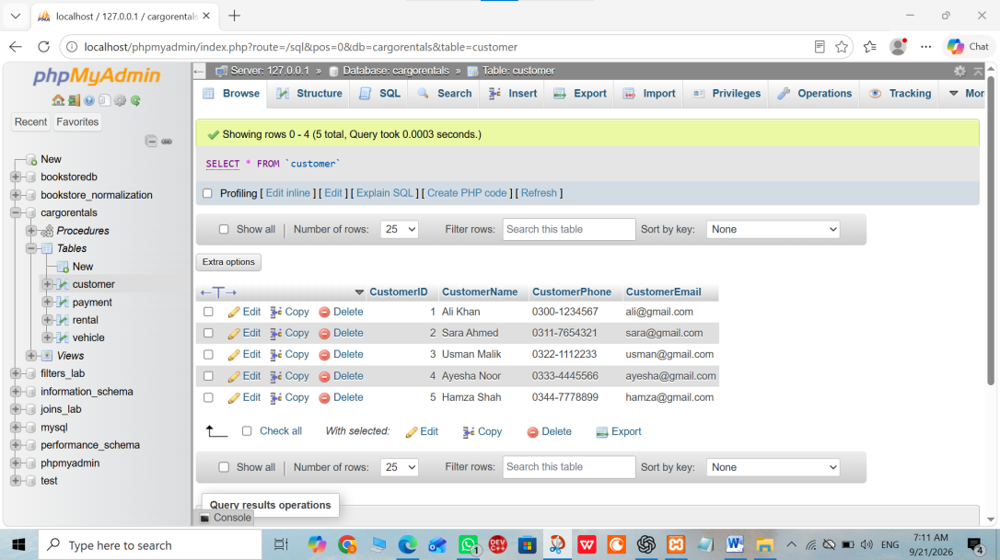 localhost / 127.0.0.1 / cargorentals
localhost/phpmyadmin/index.php?route=/sql&pos=0&db=cargorentals&table=customer
Chat
phpMyAdmin
Recent Favorites
New
bookstoredb
bookstore_normalization
cargorentals
Procedures
Tables
New
customer
payment
rental
vehicle
Views
filters_lab
information_schema
joins_lab
mysql
performance_schema
phpmyadmin
test
Server: 127.0.0.1 » Database: cargorentals » Table: customer
Browse Structure SQL Search Insert Export Import Privileges Operations Tracking Mor
Showing rows 0 - 4 (5 total, Query took 0.0003 seconds.)
SELECT * FROM `customer`
Profiling [ Edit inline ] [ Edit ] [ Explain SQL ] [ Create PHP code ] [ Refresh ]
Show all Number of rows: 25 Filter rows: Search this table Sort by key: None
Extra options
CustomerID CustomerName CustomerPhone CustomerEmail
Edit Copy Delete 1 Ali Khan 0300-1234567 ali@gmail.com
Edit Copy Delete 2 Sara Ahmed 0311-7654321 sara@gmail.com
Edit Copy Delete 3 Usman Malik 0322-1112233 usman@gmail.com
Edit Copy Delete 4 Ayesha Noor 0333-4445566 ayesha@gmail.com
Edit Copy Delete 5 Hamza Shah 0344-7778899 hamza@gmail.com
Check all With selected: Edit Copy Delete Export
Show all Number of rows: 25 Filter rows: Search this table Sort by key: None
Query results operations
Console
Type here to search
1
DEV C++
W
ENG
7:11 AM
9/21/2026
4